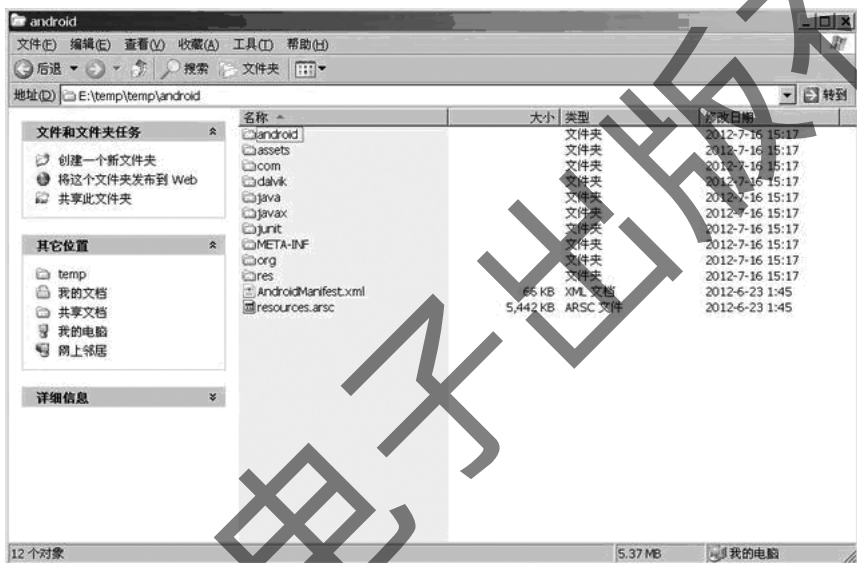 android
文件(F) 编辑(E) 查看(V) 收藏(A) 工具(T) 帮助(H)
后退 搜索 文件夹
地址(D) E:\temp\temp\android 转到
文件和文件夹任务
创建一个新文件夹
将这个文件夹发布到 Web
共享此文件夹
其它位置
temp
我的文档
共享文档
我的电脑
网上邻居
详细信息
名称 大小 类型 修改日期
android 文件夹 2012-7-16 15:17
assets 文件夹 2012-7-16 15:17
com 文件夹 2012-7-16 15:17
dalvik 文件夹 2012-7-16 15:17
java 文件夹 2012-7-16 15:17
javax 文件夹 2012-7-16 15:17
junit 文件夹 2012-7-16 15:17
META-INF 文件夹 2012-7-16 15:17
org 文件夹 2012-7-16 15:17
res 文件夹 2012-7-16 15:17
AndroidManifest.xml 66 KB XML 文档 2012-6-23 1:45
resources.arsc 5,442 KB ARSC 文件 2012-6-23 1:45
12 个对象 5.37 MB 我的电脑
电子出版